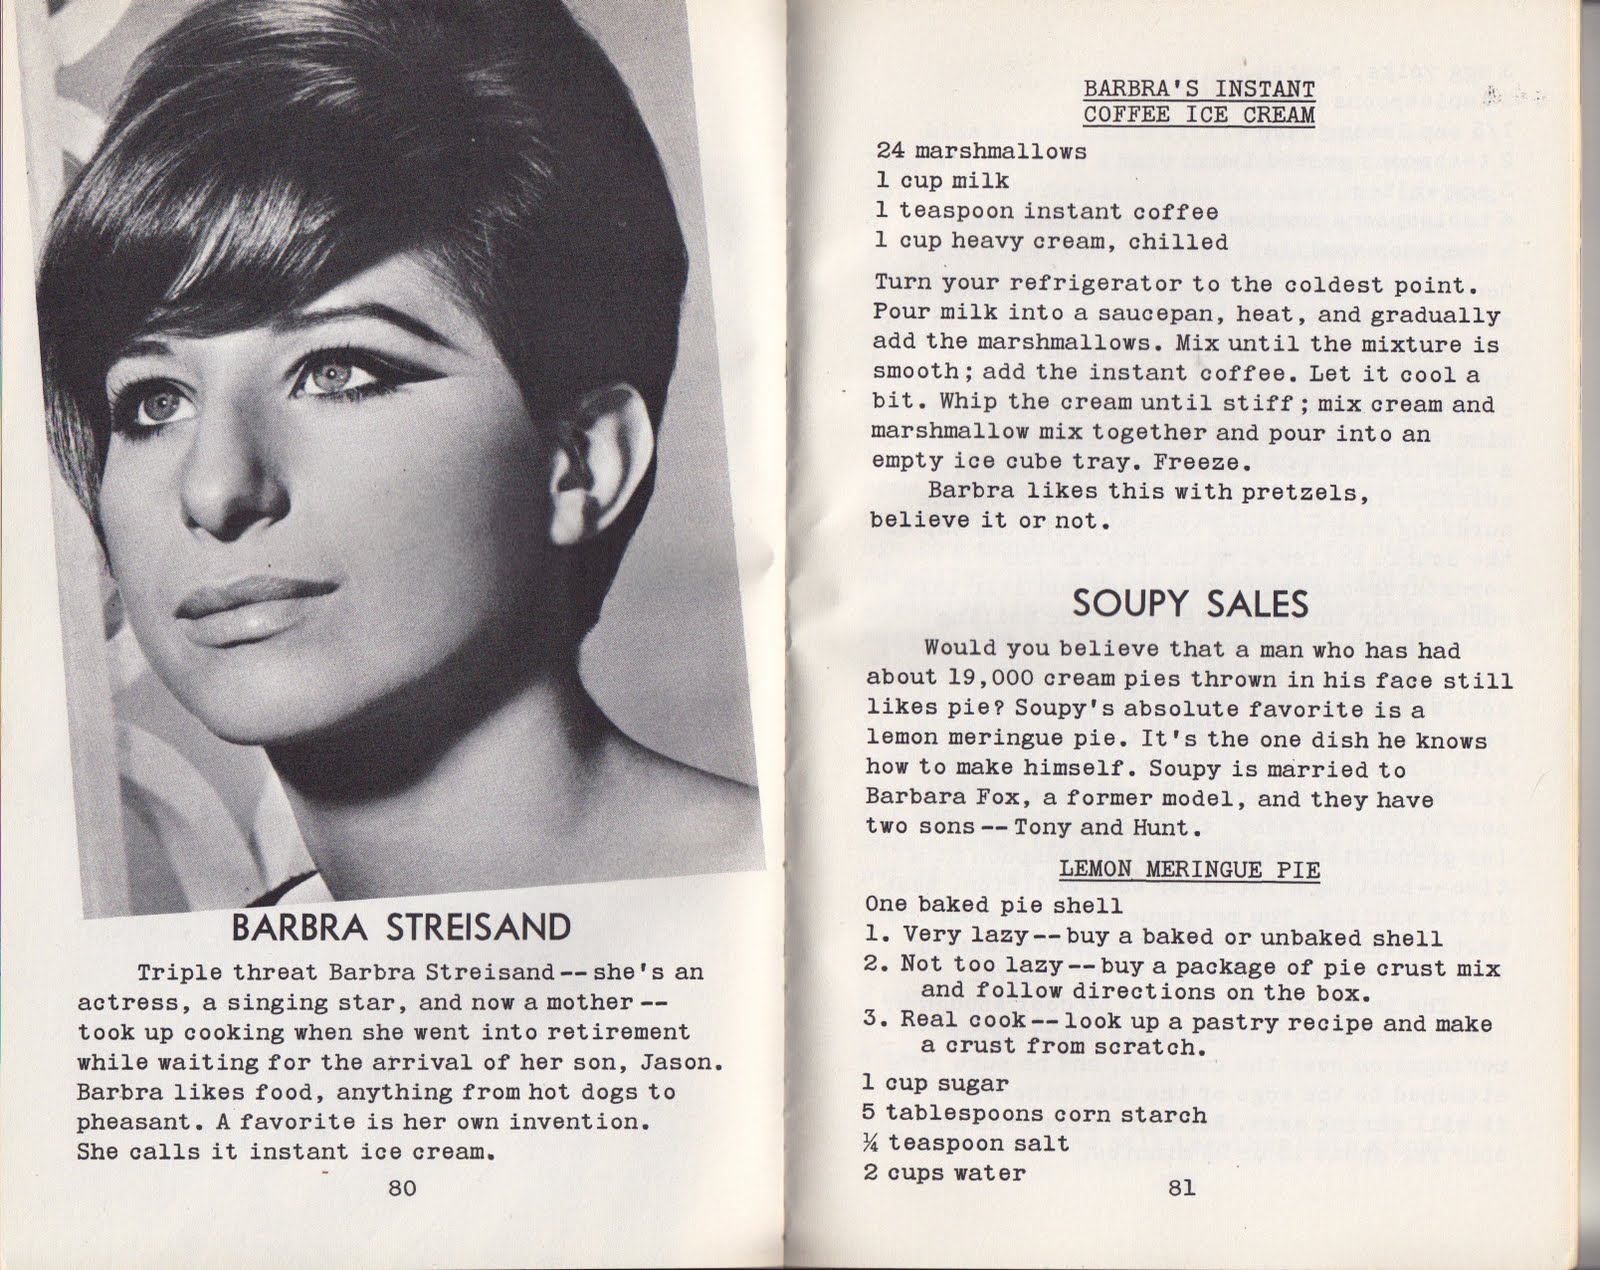 BARBRA STREISAND
Triple threat Barbra Streisand--she's an
actress, a singing star, and now a mother--
took up cooking when she went into retirement
while waiting for the arrival of her son, Jason.
Barbra likes food, anything from hot dogs to
pheasant. A favorite is her own invention.
She calls it instant ice cream.
80
BARBRA'S INSTANT
COFFEE ICE CREAM
24 marshmallows
1 cup milk
1 teaspoon instant coffee
1 cup heavy cream, chilled
Turn your refrigerator to the coldest point.
Pour milk into a saucepan, heat, and gradually
add the marshmallows. Mix until the mixture is
smooth; add the instant coffee. Let it cool a
bit. Whip the cream until stiff; mix cream and
marshmallow mix together and pour into an
empty ice cube tray. Freeze.
Barbra likes this with pretzels,
believe it or not.
SOUPY SALES
Would you believe that a man who has had
about 19,000 cream pies thrown in his face still
likes pie? Soupy's absolute favorite is a
lemon meringue pie. It's the one dish he knows
how to make himself. Soupy is married to
Barbara Fox, a former model, and they have
two sons--Tony and Hunt.
LEMON MERINGUE PIE
One baked pie shell
1. Very lazy--buy a baked or unbaked shell
2. Not too lazy--buy a package of pie crust mix
and follow directions on the box.
3. Real cook--look up a pastry recipe and make
a crust from scratch.
1 cup sugar
5 tablespoons corn starch
¼ teaspoon salt
2 cups water
81